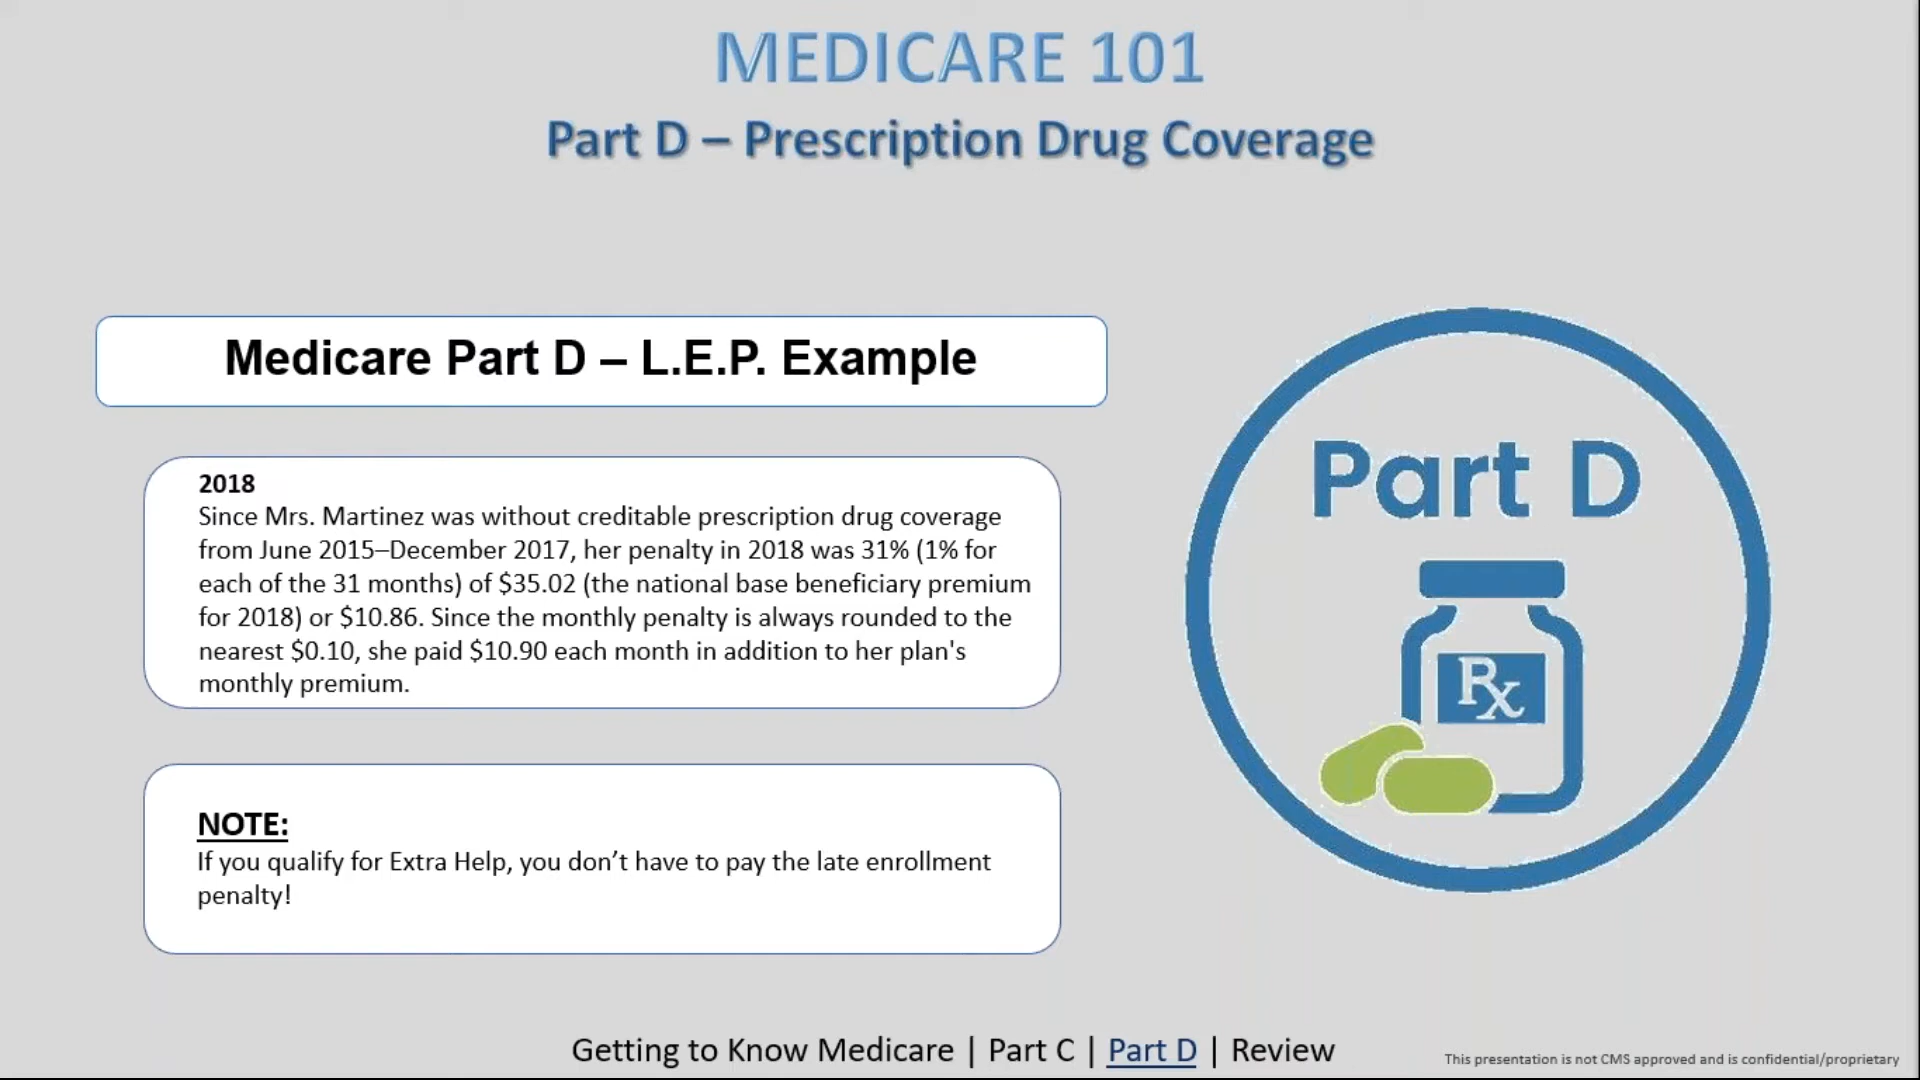 MEDICARE 101
Part D – Prescription Drug Coverage
Medicare Part D – L.E.P. Example
2018
Since Mrs. Martinez was without creditable prescription drug coverage
from June 2015–December 2017, her penalty in 2018 was 31% (1% for
each of the 31 months) of $35.02 (the national base beneficiary premium
for 2018) or $10.86. Since the monthly penalty is always rounded to the
nearest $0.10, she paid $10.90 each month in addition to her plan's
monthly premium.
NOTE:
If you qualify for Extra Help, you don’t have to pay the late enrollment
penalty!
Part D
Rx
Getting to Know Medicare | Part C | Part D | Review
This presentation is not CMS approved and is confidential/proprietary